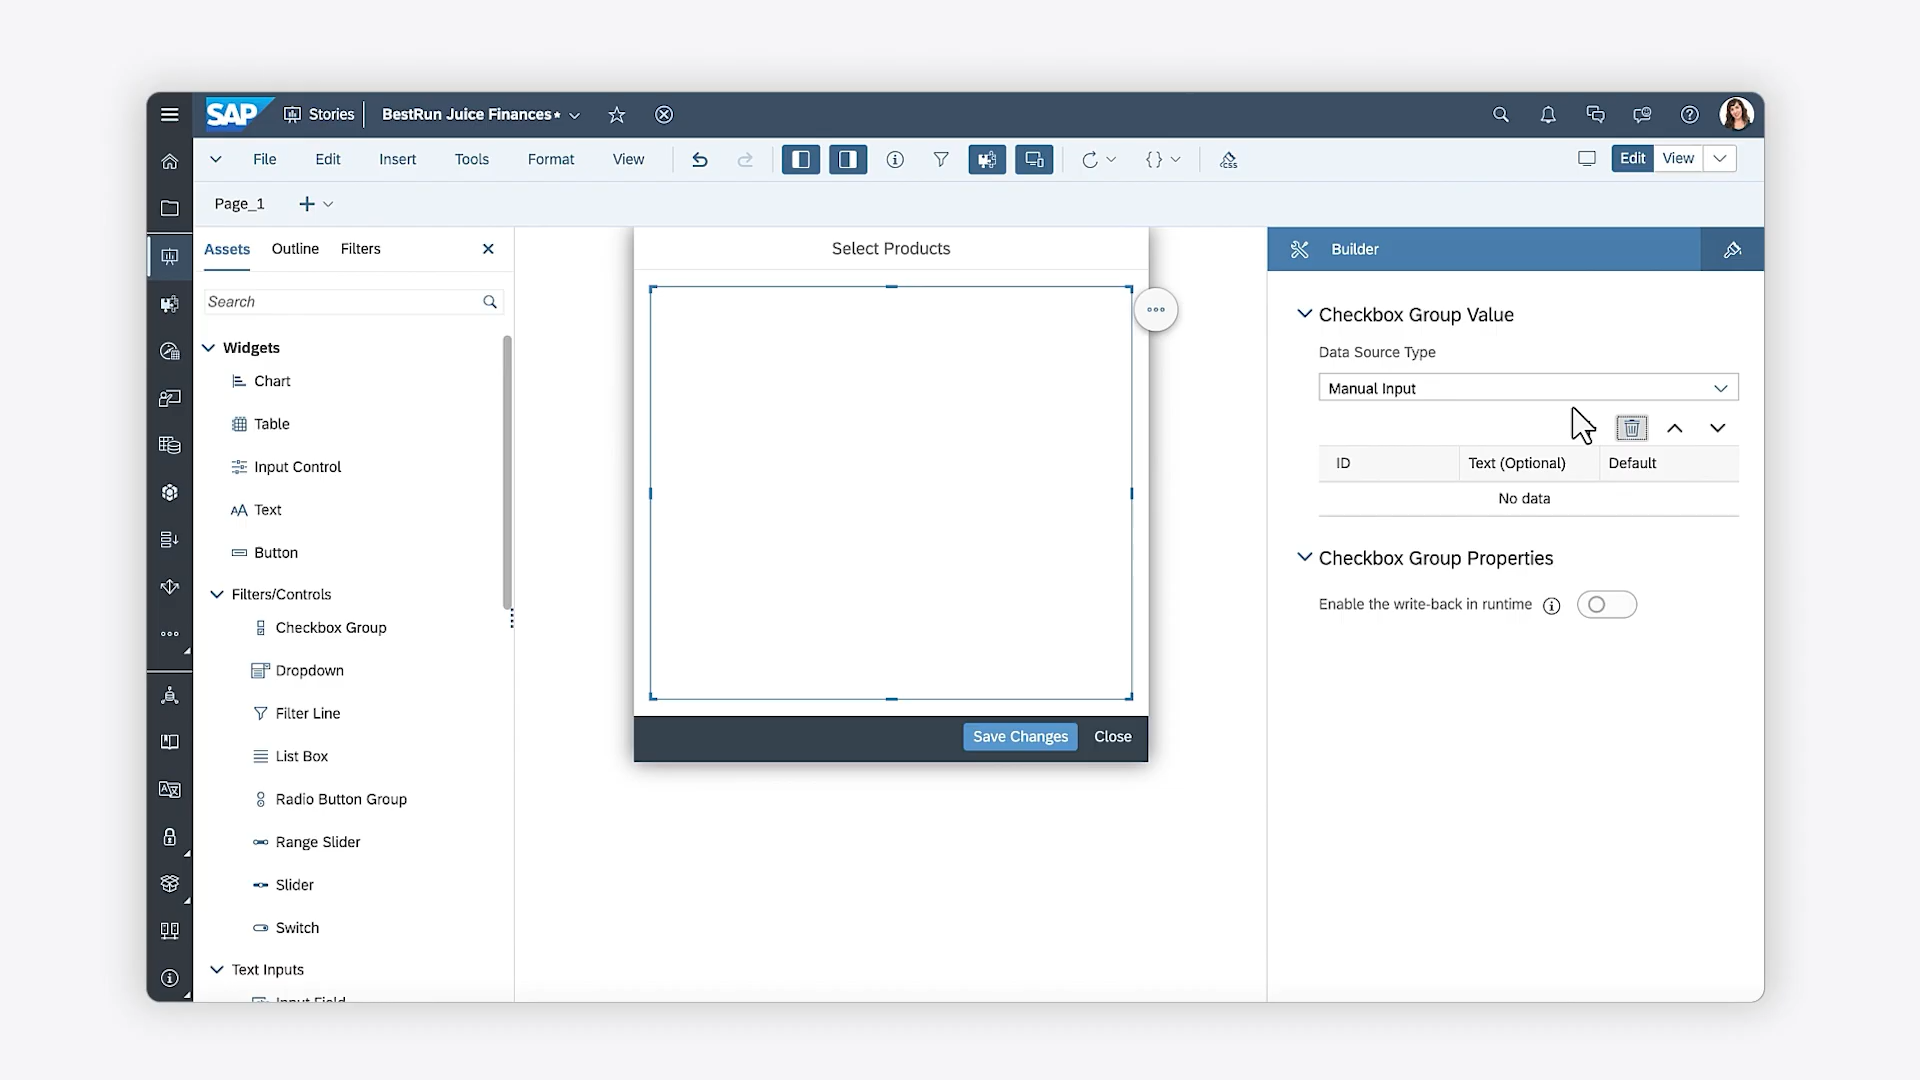 SAP Stories BestRun Juice Finances*
File Edit Insert Tools Format View CSS Edit View
Page_1
Assets Outline Filters
Search
Widgets
Chart
Table
Input Control
Text
Button
Filters/Controls
Checkbox Group
Dropdown
Filter Line
List Box
Radio Button Group
Range Slider
Slider
Switch
Text Inputs
Input Field
Select Products
Save Changes Close
Builder
Checkbox Group Value
Data Source Type
Manual Input
ID Text (Optional) Default
No data
Checkbox Group Properties
Enable the write-back in runtime